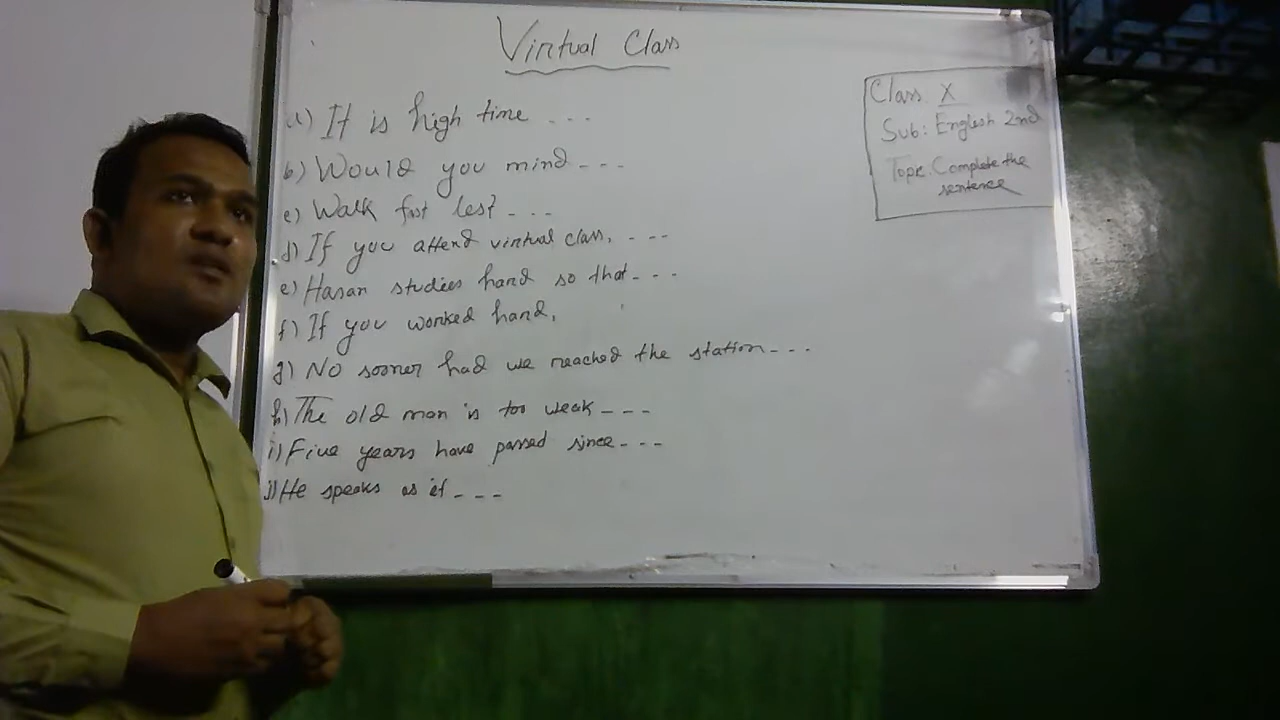 Virtual Class
Class X
Sub: English 2nd
Topic: Complete the
sentence
a) It is high time ...
b) Would you mind ---
c) Walk fast lest ---
d) If you attend virtual class, ---
e) Hasan studies hard so that ---
f) If you worked hard,
g) No sooner had we reached the station ---
h) The old man is too weak ---
i) Five years have passed since ---
j) He speaks as if ---